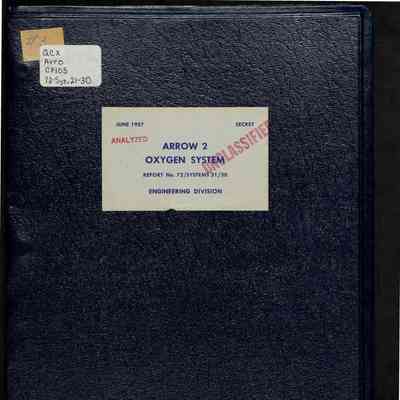 QCX
Avro
CF105
72-Sys.21-30
JUNE 1957
SECRET
ANALYZED
UNCLASSIFIED
ARROW 2
OXYGEN SYSTEM
REPORT No. 72/SYSTEMS 21/30
ENGINEERING DIVISION